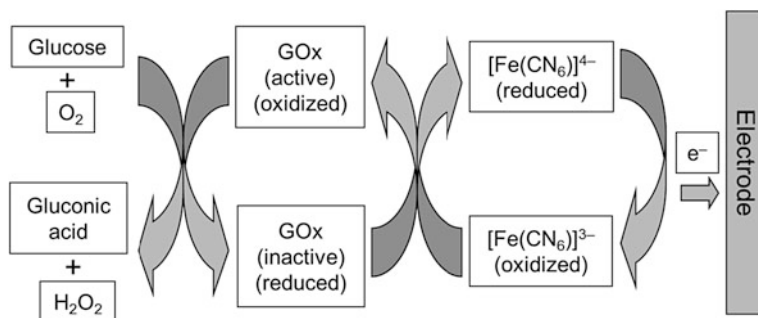 Glucose
+
O₂
Gluconic
acid
+
H₂O₂
GOx
(active)
(oxidized)
GOx
(inactive)
(reduced)
[Fe(CN₆)]⁴⁻
(reduced)
[Fe(CN₆)]³⁻
(oxidized)
e⁻
Electrode